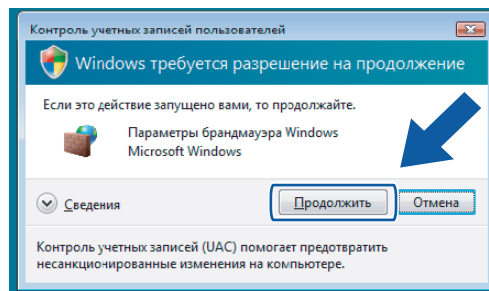 Контроль учетных записей пользователей
Windows требуется разрешение на продолжение
Если это действие запущено вами, то продолжайте.
Параметры брандмауэра Windows
Microsoft Windows
Сведения
Продолжить
Отмена
Контроль учетных записей (UAC) помогает предотвратить
несанкционированные изменения на компьютере.